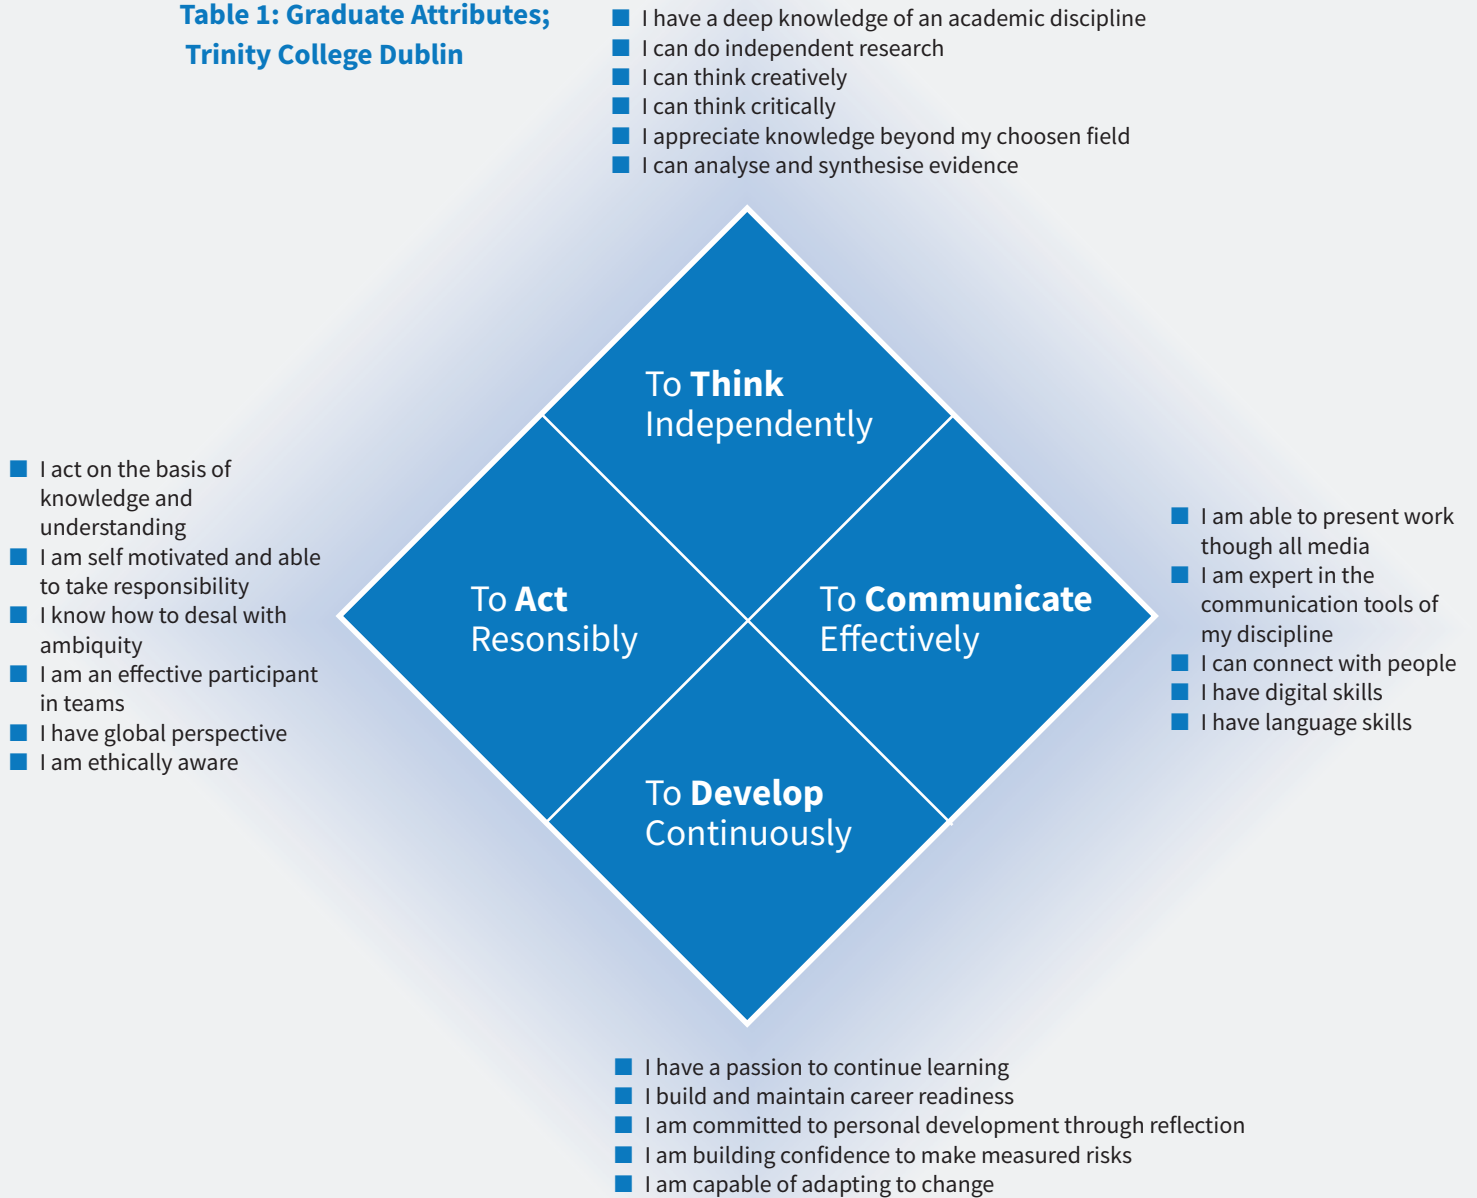 Table 1: Graduate Attributes;
Trinity College Dublin
I have a deep knowledge of an academic discipline
I can do independent research
I can think creatively
I can think critically
I appreciate knowledge beyond my choosen field
I can analyse and synthesise evidence
To Think
Independently
I act on the basis of
knowledge and
understanding
I am self motivated and able
to take responsibility
I know how to desal with
ambiquity
I am an effective participant
in teams
I have global perspective
I am ethically aware
To Act
Resonsibly
To Communicate
Effectively
I am able to present work
though all media
I am expert in the
communication tools of
my discipline
I can connect with people
I have digital skills
I have language skills
To Develop
Continuously
I have a passion to continue learning
I build and maintain career readiness
I am committed to personal development through reflection
I am building confidence to make measured risks
I am capable of adapting to change